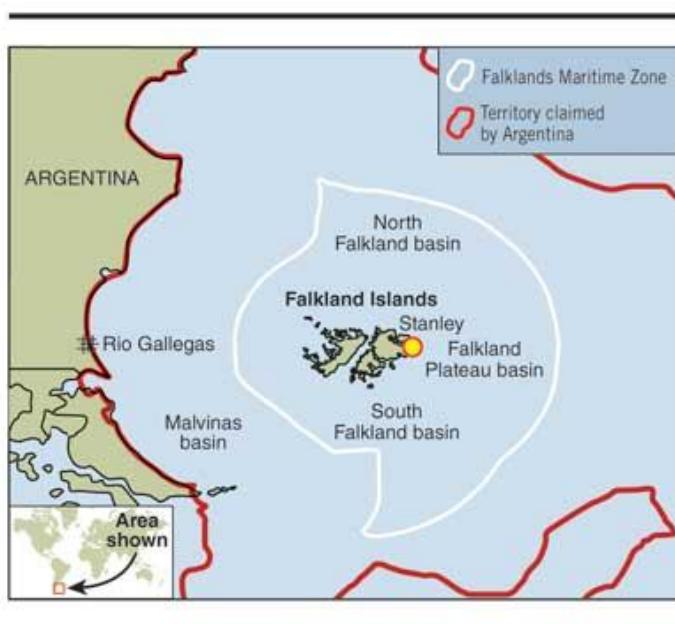 Falklands Maritime Zone
Territory claimed
by Argentina
ARGENTINA
North
Falkland basin
Falkland Islands
Stanley
Rio Gallegas
Falkland
Plateau basin
South
Falkland basin
Malvinas
basin
Area
shown